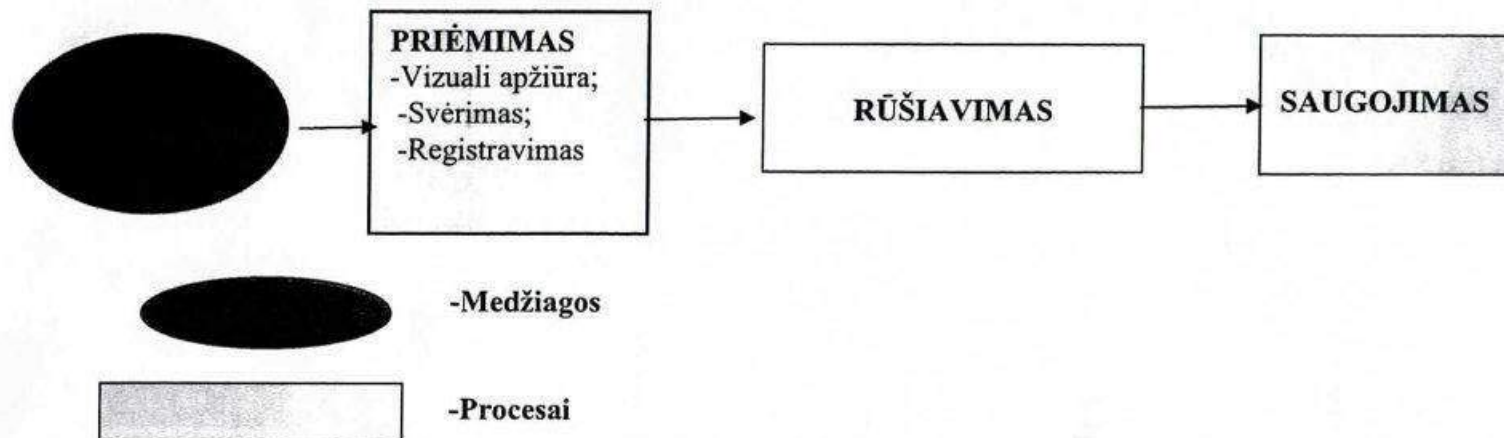 PRIĖMIMAS
-Vizuali apžiūra;
-Svėrimas;
-Registravimas
RŪŠIAVIMAS
SAUGOJIMAS
-Medžiagos
-Procesai